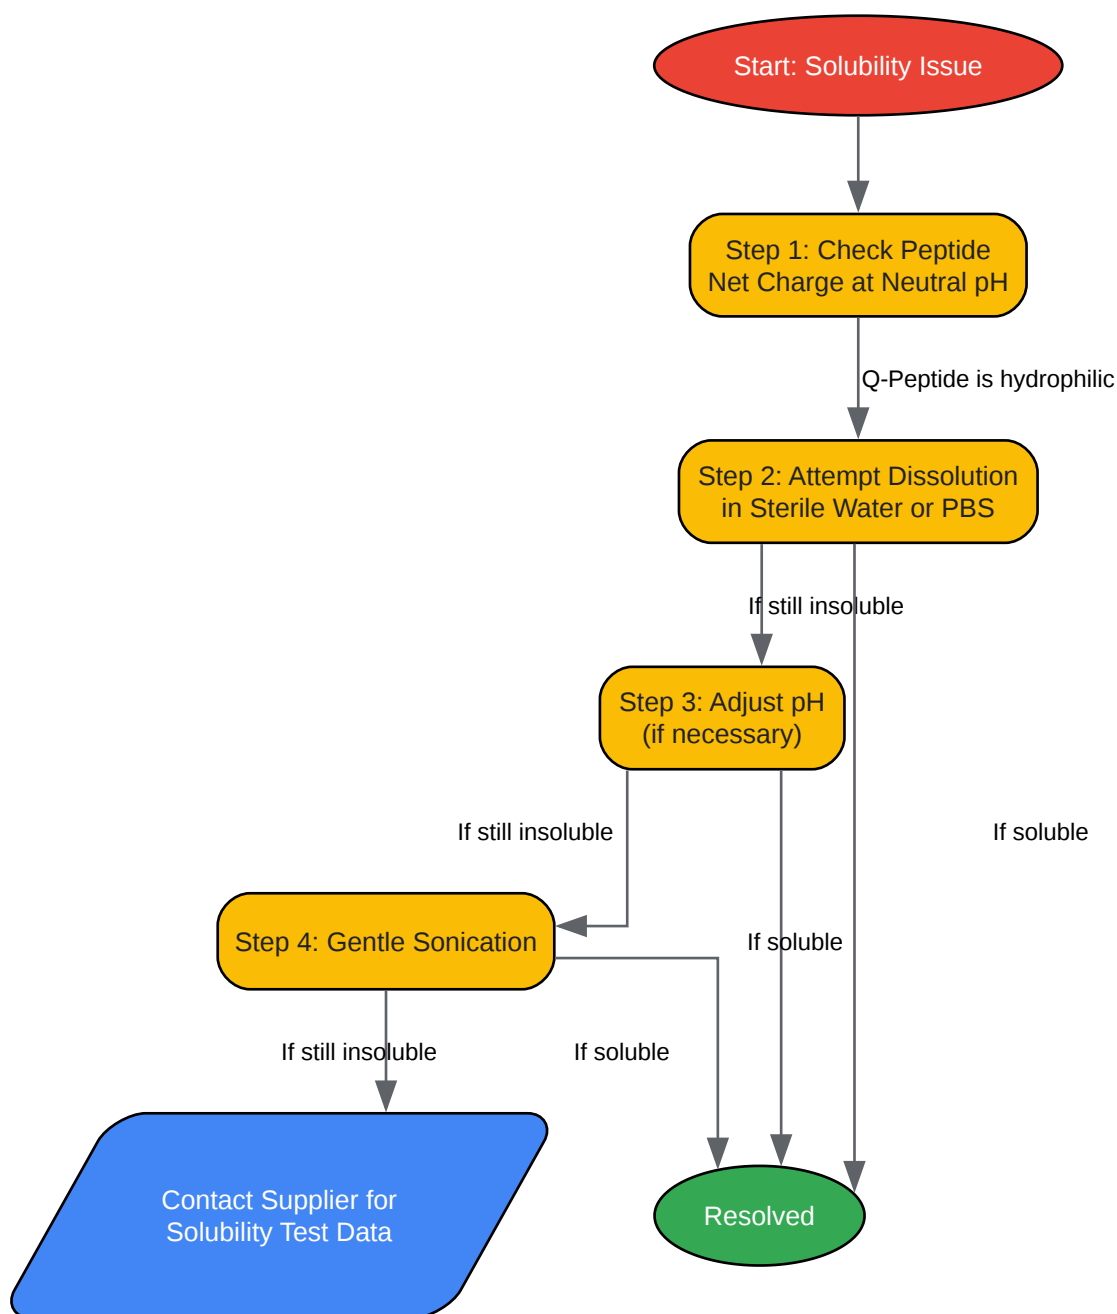 Start: Solubility Issue
Step 1: Check Peptide
Net Charge at Neutral pH
Q-Peptide is hydrophilic
Step 2: Attempt Dissolution
in Sterile Water or PBS
If still insoluble
Step 3: Adjust pH
(if necessary)
If still insoluble
If soluble
Step 4: Gentle Sonication
If soluble
If still insoluble
If soluble
Contact Supplier for
Solubility Test Data
Resolved